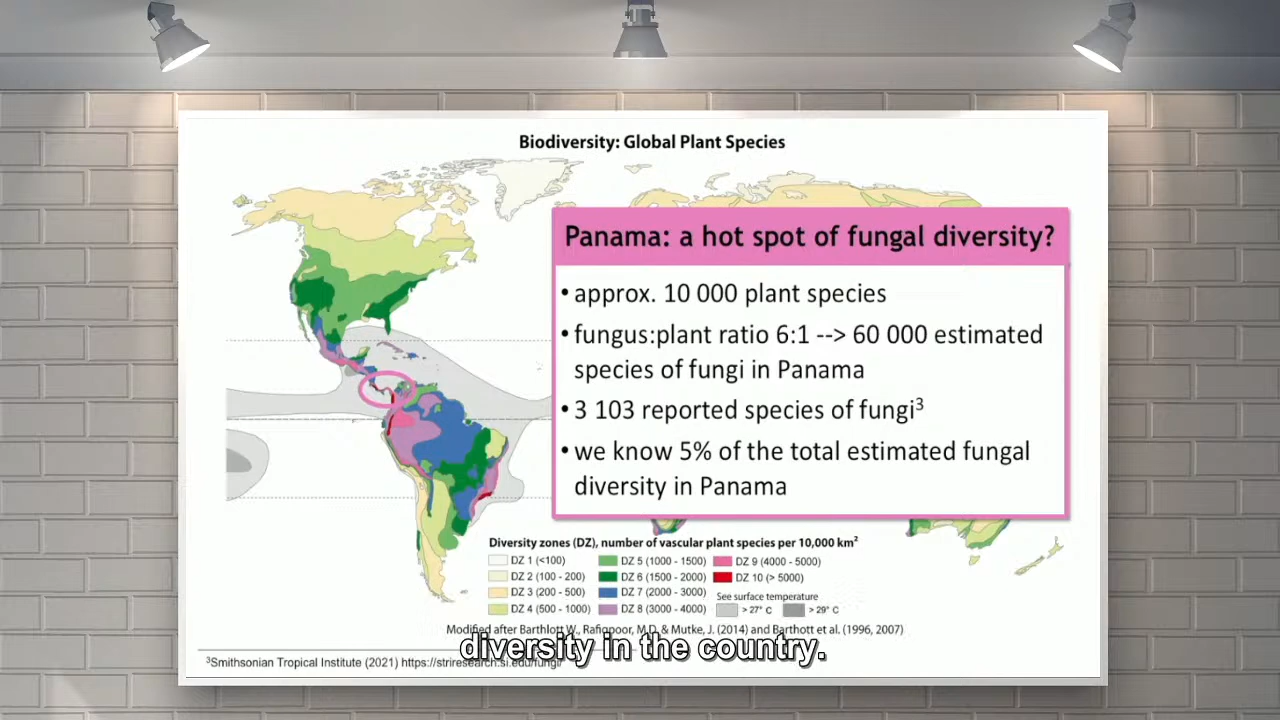 Biodiversity: Global Plant Species
Panama: a hot spot of fungal diversity?
• approx. 10 000 plant species
• fungus:plant ratio 6:1 --> 60 000 estimated
species of fungi in Panama
• 3 103 reported species of fungi³
• we know 5% of the total estimated fungal
diversity in Panama
Diversity zones (DZ), number of vascular plant species per 10,000 km²
DZ 1 (<100)
DZ 2 (100 - 200)
DZ 3 (200 - 500)
DZ 4 (500 - 1000)
DZ 5 (1000 - 1500)
DZ 6 (1500 - 2000)
DZ 7 (2000 - 3000)
DZ 8 (3000 - 4000)
DZ 9 (4000 - 5000)
DZ 10 (> 5000)
See surface temperature
> 27° C
> 29° C
Modified after Barthlott W., Rafiqpoor, M.D. & Mutke, J. (2014) and Barthott et al. (1996, 2007)
diversity in the country.
³Smithsonian Tropical Institute (2021) https://striresearch.si.edu/fungi/